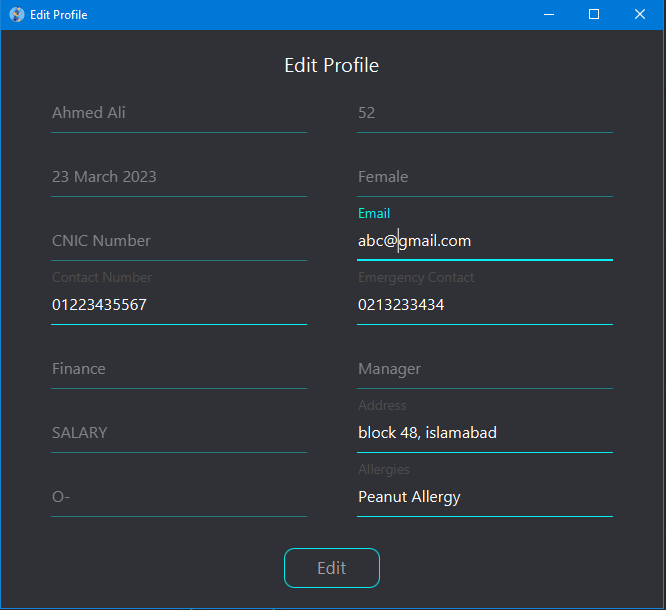 Edit Profile
Edit Profile
Ahmed Ali
52
23 March 2023
Female
CNIC Number
Email
abc@gmail.com
Contact Number
01223435567
Emergency Contact
0213233434
Finance
Manager
SALARY
Address
block 48, islamabad
O-
Allergies
Peanut Allergy
Edit